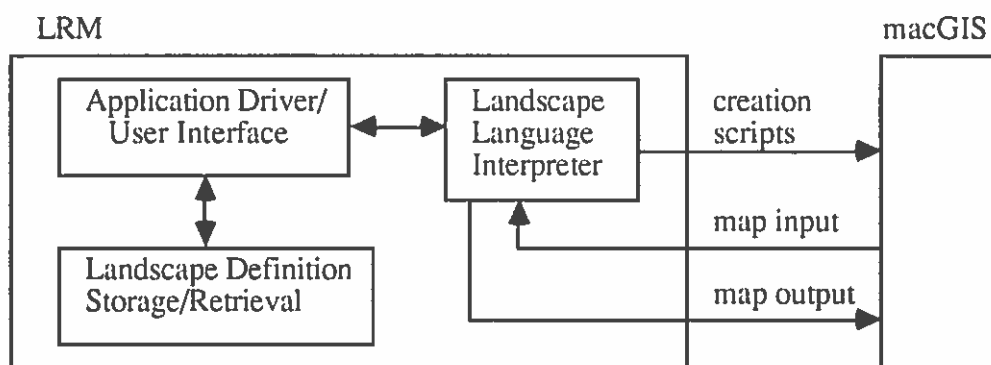 LRM
macGIS
Application Driver/
User Interface
Landscape
Language
Interpreter
creation
scripts
map input
Landscape Definition
Storage/Retrieval
map output